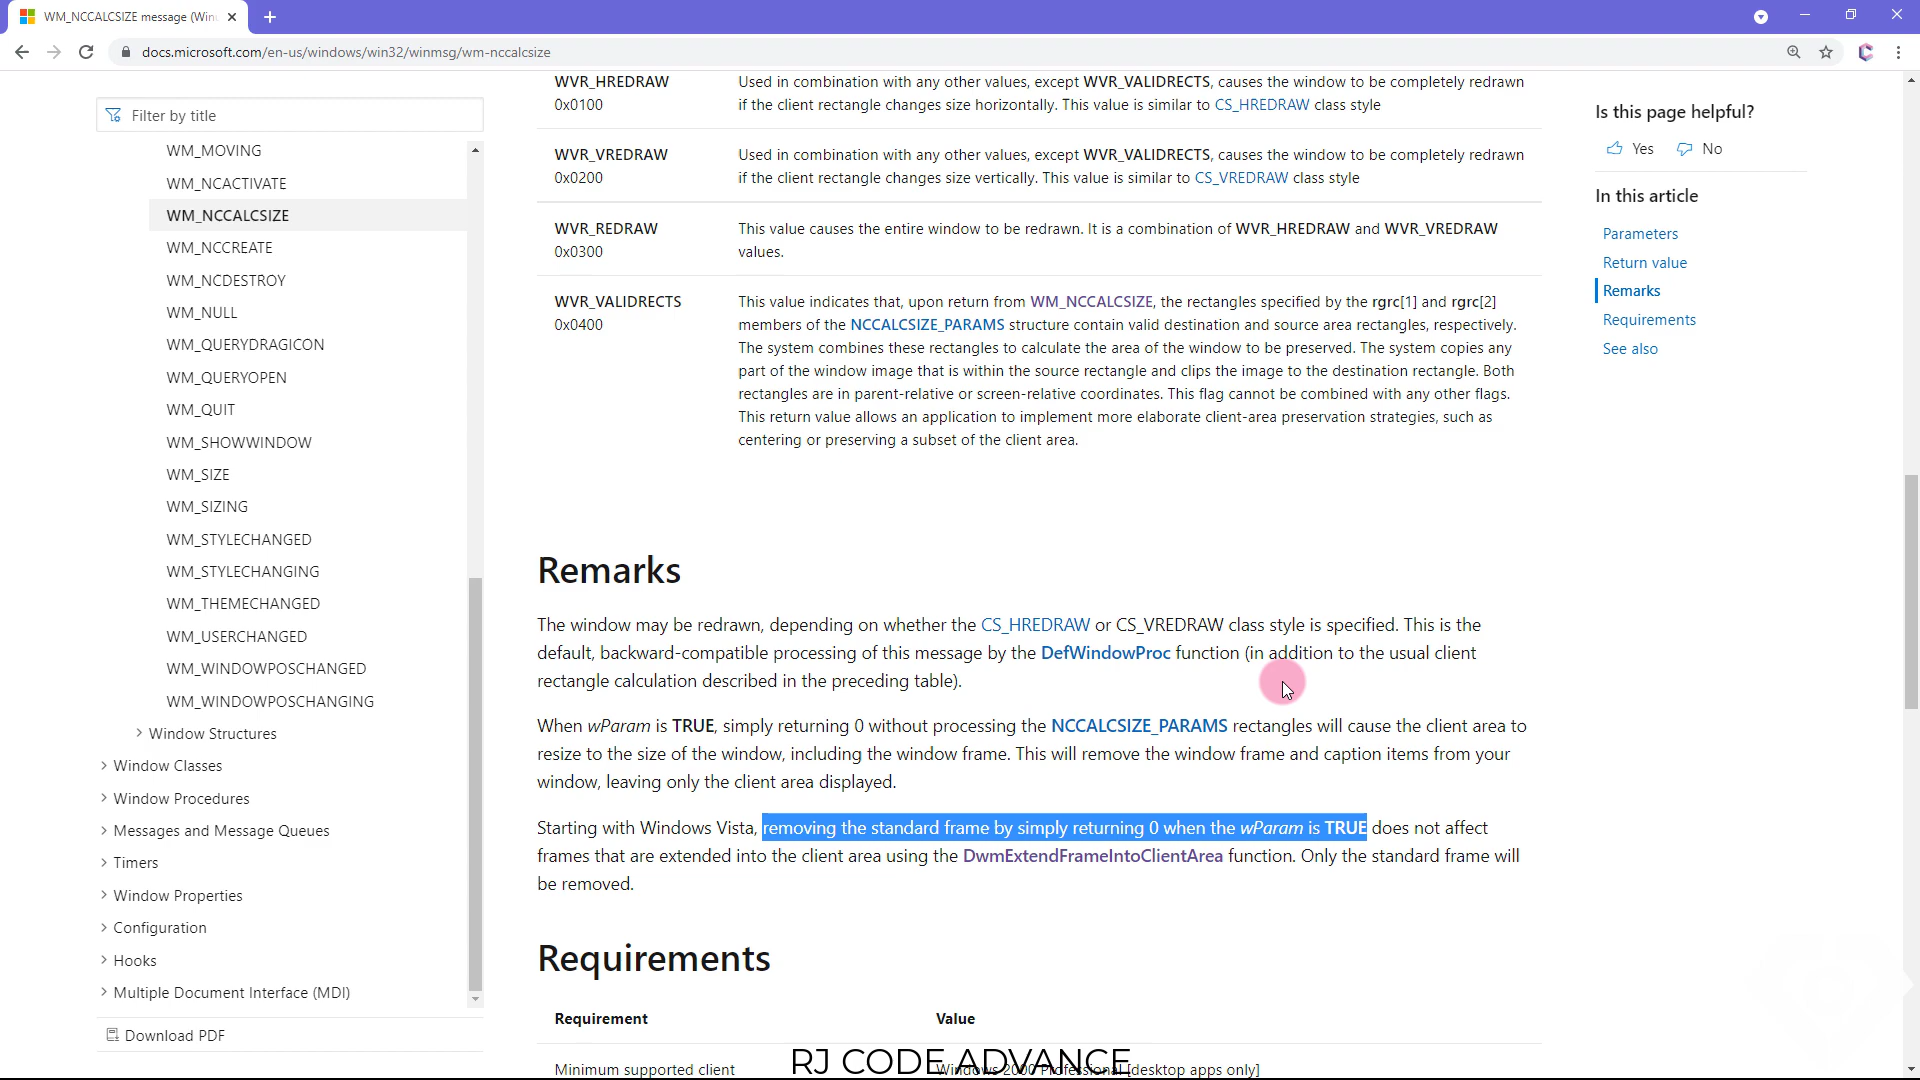 WM_NCCALCSIZE message (Win
docs.microsoft.com/en-us/windows/win32/winmsg/wm-nccalcsize
Filter by title
WM_MOVING
WM_NCACTIVATE
WM_NCCALCSIZE
WM_NCCREATE
WM_NCDESTROY
WM_NULL
WM_QUERYDRAGICON
WM_QUERYOPEN
WM_QUIT
WM_SHOWWINDOW
WM_SIZE
WM_SIZING
WM_STYLECHANGED
WM_STYLECHANGING
WM_THEMECHANGED
WM_USERCHANGED
WM_WINDOWPOSCHANGED
WM_WINDOWPOSCHANGING
Window Structures
Window Classes
Window Procedures
Messages and Message Queues
Timers
Window Properties
Configuration
Hooks
Multiple Document Interface (MDI)
Download PDF
WVR_HREDRAW
0x0100
Used in combination with any other values, except WVR_VALIDRECTS, causes the window to be completely redrawn
if the client rectangle changes size horizontally. This value is similar to CS_HREDRAW class style
WVR_VREDRAW
0x0200
Used in combination with any other values, except WVR_VALIDRECTS, causes the window to be completely redrawn
if the client rectangle changes size vertically. This value is similar to CS_VREDRAW class style
WVR_REDRAW
0x0300
This value causes the entire window to be redrawn. It is a combination of WVR_HREDRAW and WVR_VREDRAW
values.
WVR_VALIDRECTS
0x0400
This value indicates that, upon return from WM_NCCALCSIZE, the rectangles specified by the rgrc[1] and rgrc[2]
members of the NCCALCSIZE_PARAMS structure contain valid destination and source area rectangles, respectively.
The system combines these rectangles to calculate the area of the window to be preserved. The system copies any
part of the window image that is within the source rectangle and clips the image to the destination rectangle. Both
rectangles are in parent-relative or screen-relative coordinates. This flag cannot be combined with any other flags.
This return value allows an application to implement more elaborate client-area preservation strategies, such as
centering or preserving a subset of the client area.
Remarks
The window may be redrawn, depending on whether the CS_HREDRAW or CS_VREDRAW class style is specified. This is the
default, backward-compatible processing of this message by the DefWindowProc function (in addition to the usual client
rectangle calculation described in the preceding table).
When wParam is TRUE, simply returning 0 without processing the NCCALCSIZE_PARAMS rectangles will cause the client area to
resize to the size of the window, including the window frame. This will remove the window frame and caption items from your
window, leaving only the client area displayed.
Starting with Windows Vista, removing the standard frame by simply returning 0 when the wParam is TRUE does not affect
frames that are extended into the client area using the DwmExtendFrameIntoClientArea function. Only the standard frame will
be removed.
Requirements
Requirement Value
Minimum supported client Windows 2000 Professional [desktop apps only]
RJ CODE ADVANCE
Is this page helpful?
Yes No
In this article
Parameters
Return value
Remarks
Requirements
See also